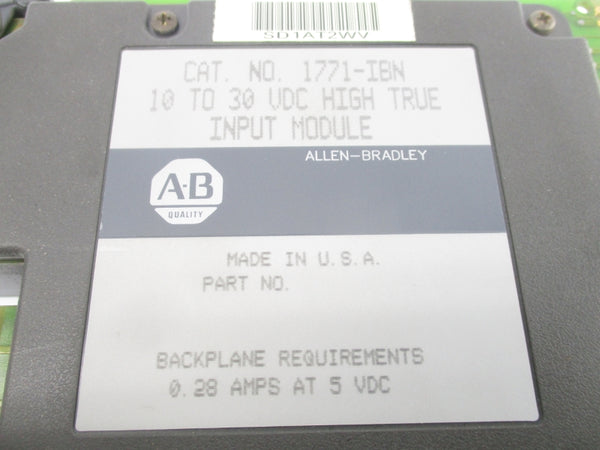 SD1AT2WV
CAT. NO. 1771-IBN
10 TO 30 VDC HIGH TRUE
INPUT MODULE
ALLEN-BRADLEY
A-B
QUALITY
MADE IN U.S.A.
PART NO.
BACKPLANE REQUIREMENTS
0.28 AMPS AT 5 VDC